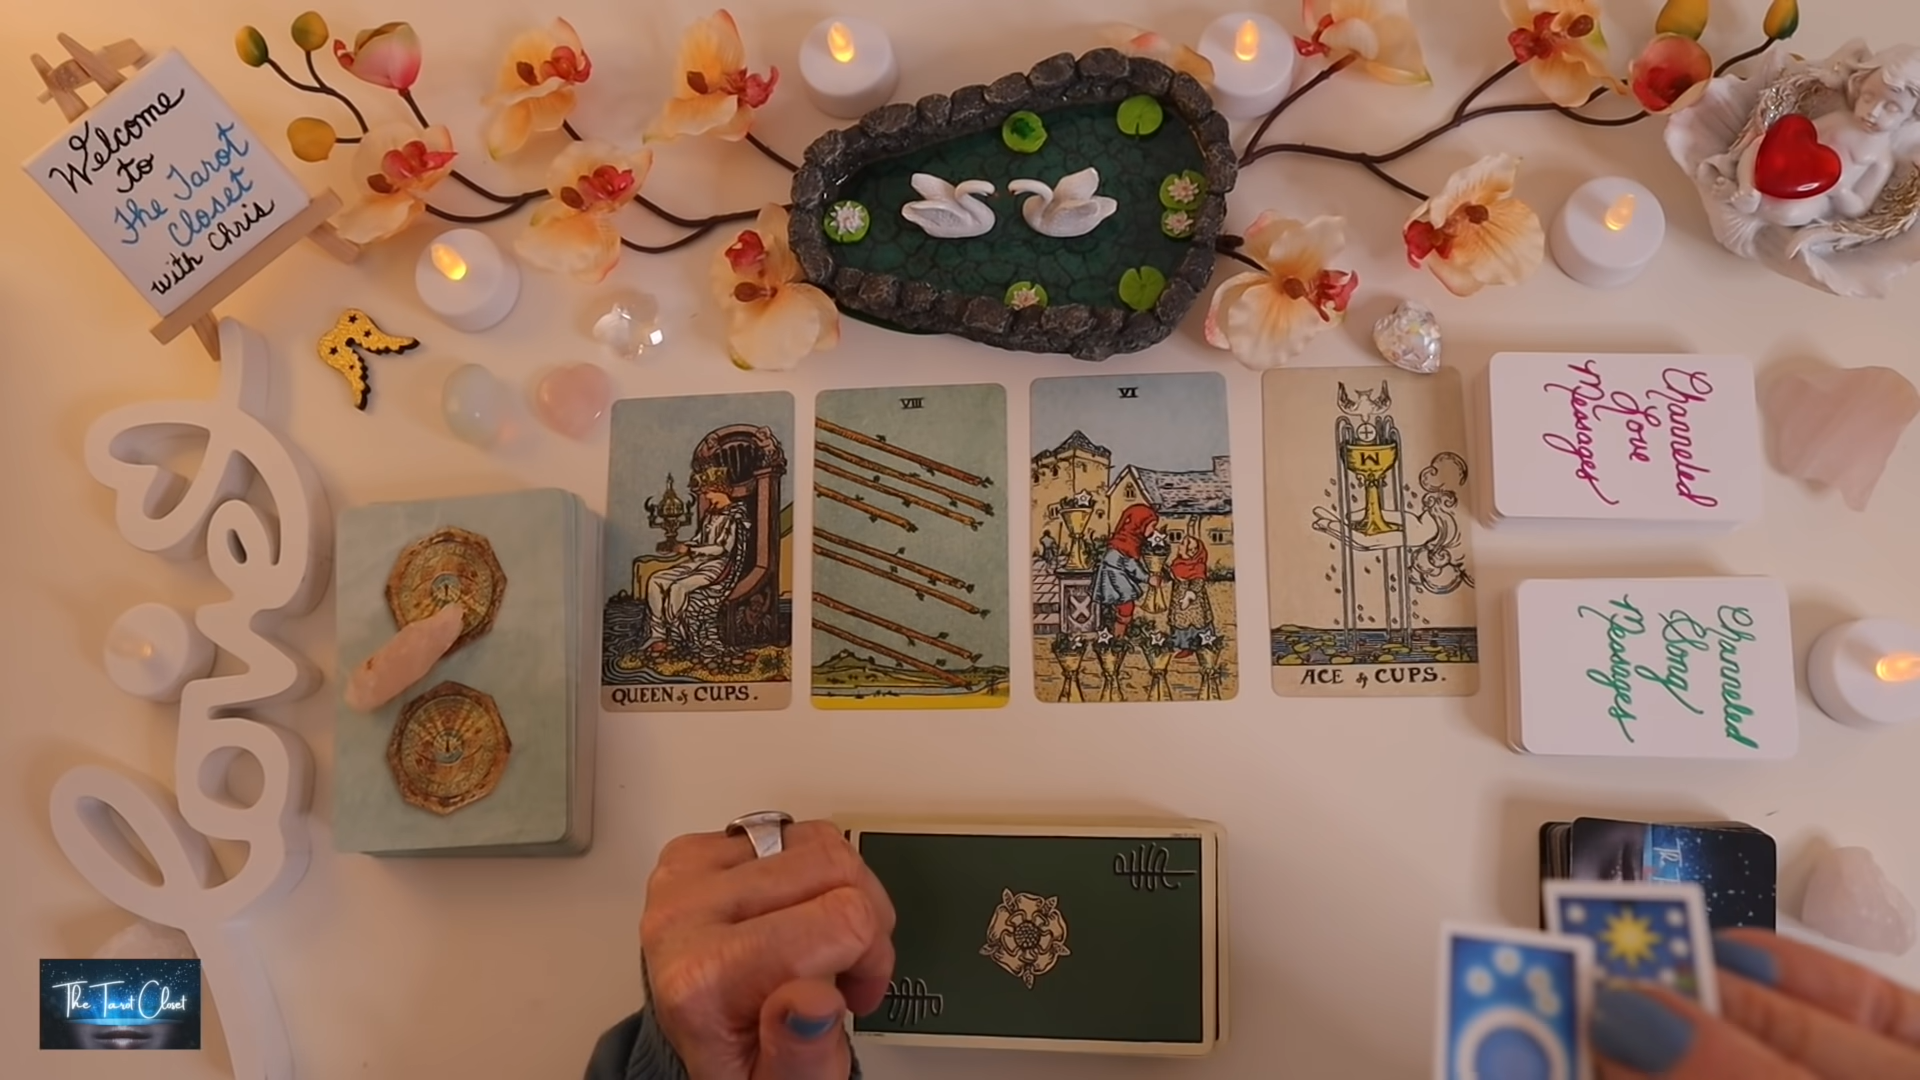 Welcome
to
the Tarot
Closet
with Chris
Love
VIII
VI
QUEEN of CUPS.
ACE of CUPS.
Channeled
Love
Messages
Channeled
Song
Messages
The Tarot Closet